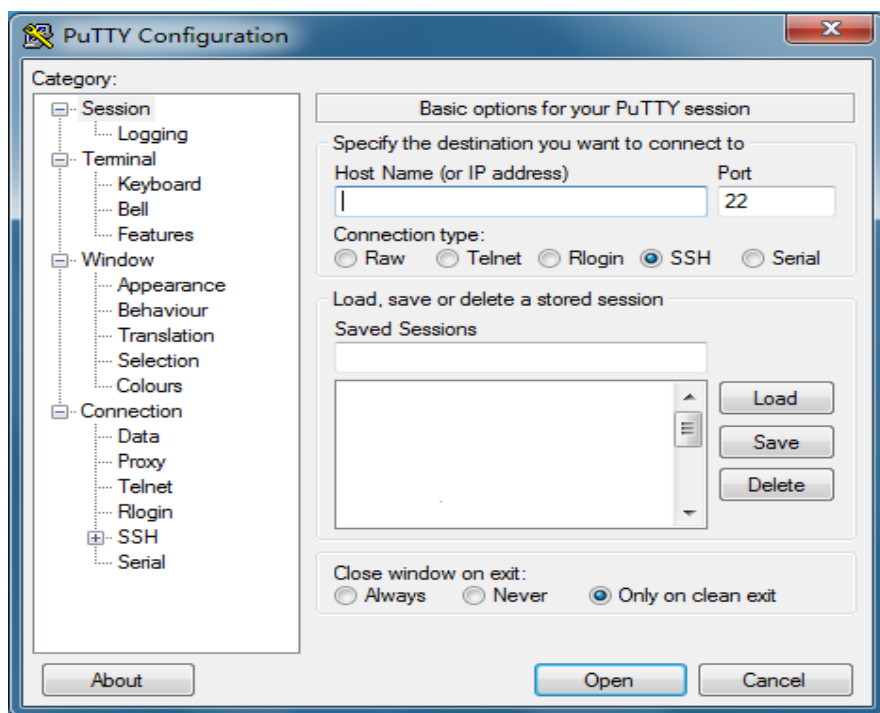 PuTTY Configuration
Category:
Session
Logging
Terminal
Keyboard
Bell
Features
Window
Appearance
Behaviour
Translation
Selection
Colours
Connection
Data
Proxy
Telnet
Rlogin
SSH
Serial
Basic options for your PuTTY session
Specify the destination you want to connect to
Host Name (or IP address) Port
22
Connection type:
Raw Telnet Rlogin SSH Serial
Load, save or delete a stored session
Saved Sessions
Load
Save
Delete
Close window on exit:
Always Never Only on clean exit
About Open Cancel